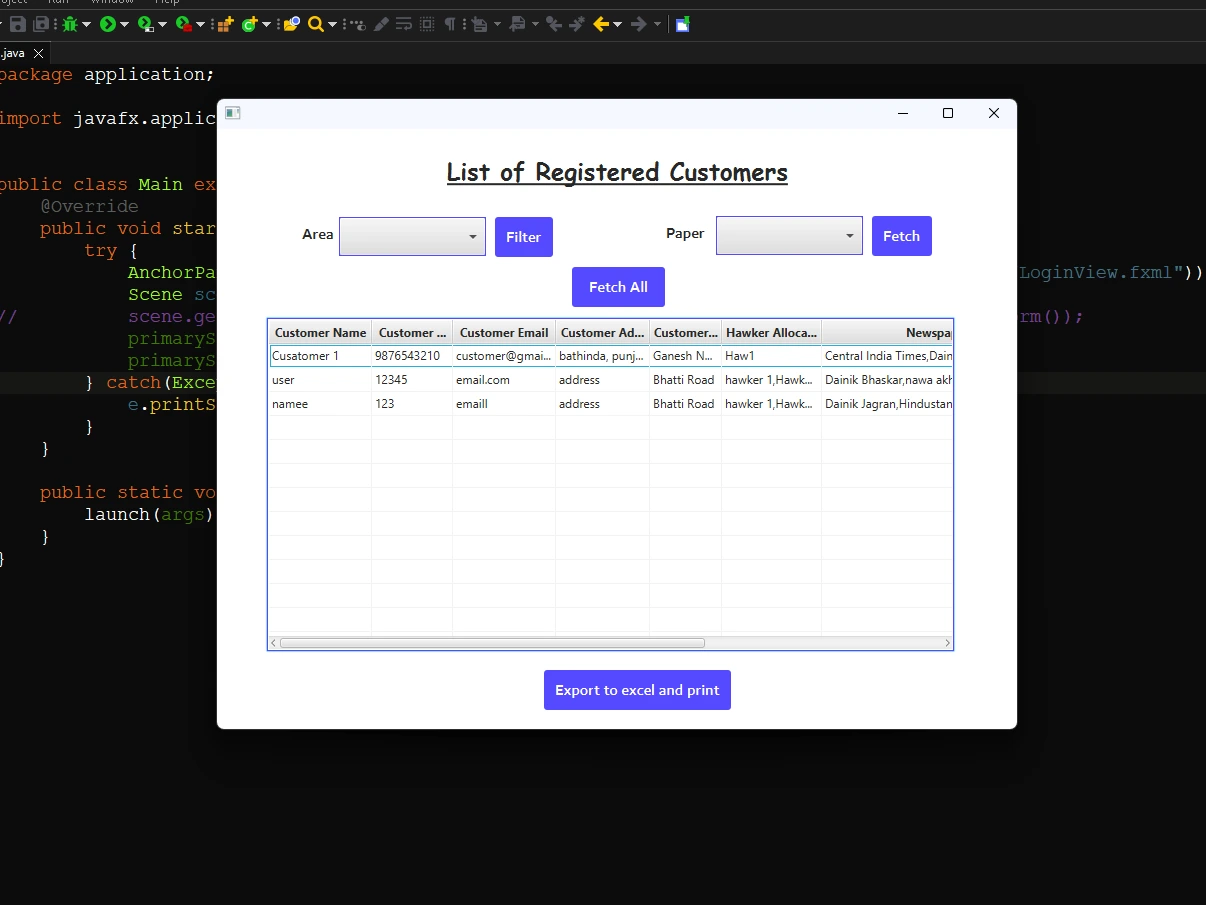 Window
Help
.java
package application;
import javafx.applic
public class Main ex
@Override
public void star
try {
AnchorPa
LoginView.fxml"))
Scene sc
// scene.ge
rm());
primaryS
primaryS
} catch(Exce
e.printS
}
}
public static vo
launch(args)
}
}
List of Registered Customers
Area
Filter
Paper
Fetch
Fetch All
Customer Name Customer ... Customer Email Customer Ad... Customer... Hawker Alloca... Newspa
Cusatomer 1 9876543210 customer@gmai... bathinda, punj... Ganesh N... Haw1 Central India Times,Dain
user 12345 email.com address Bhatti Road hawker 1,Hawk... Dainik Bhaskar,nawa akh
namee 123 emaill address Bhatti Road hawker 1,Hawk... Dainik Jagran,Hindustan
Export to excel and print